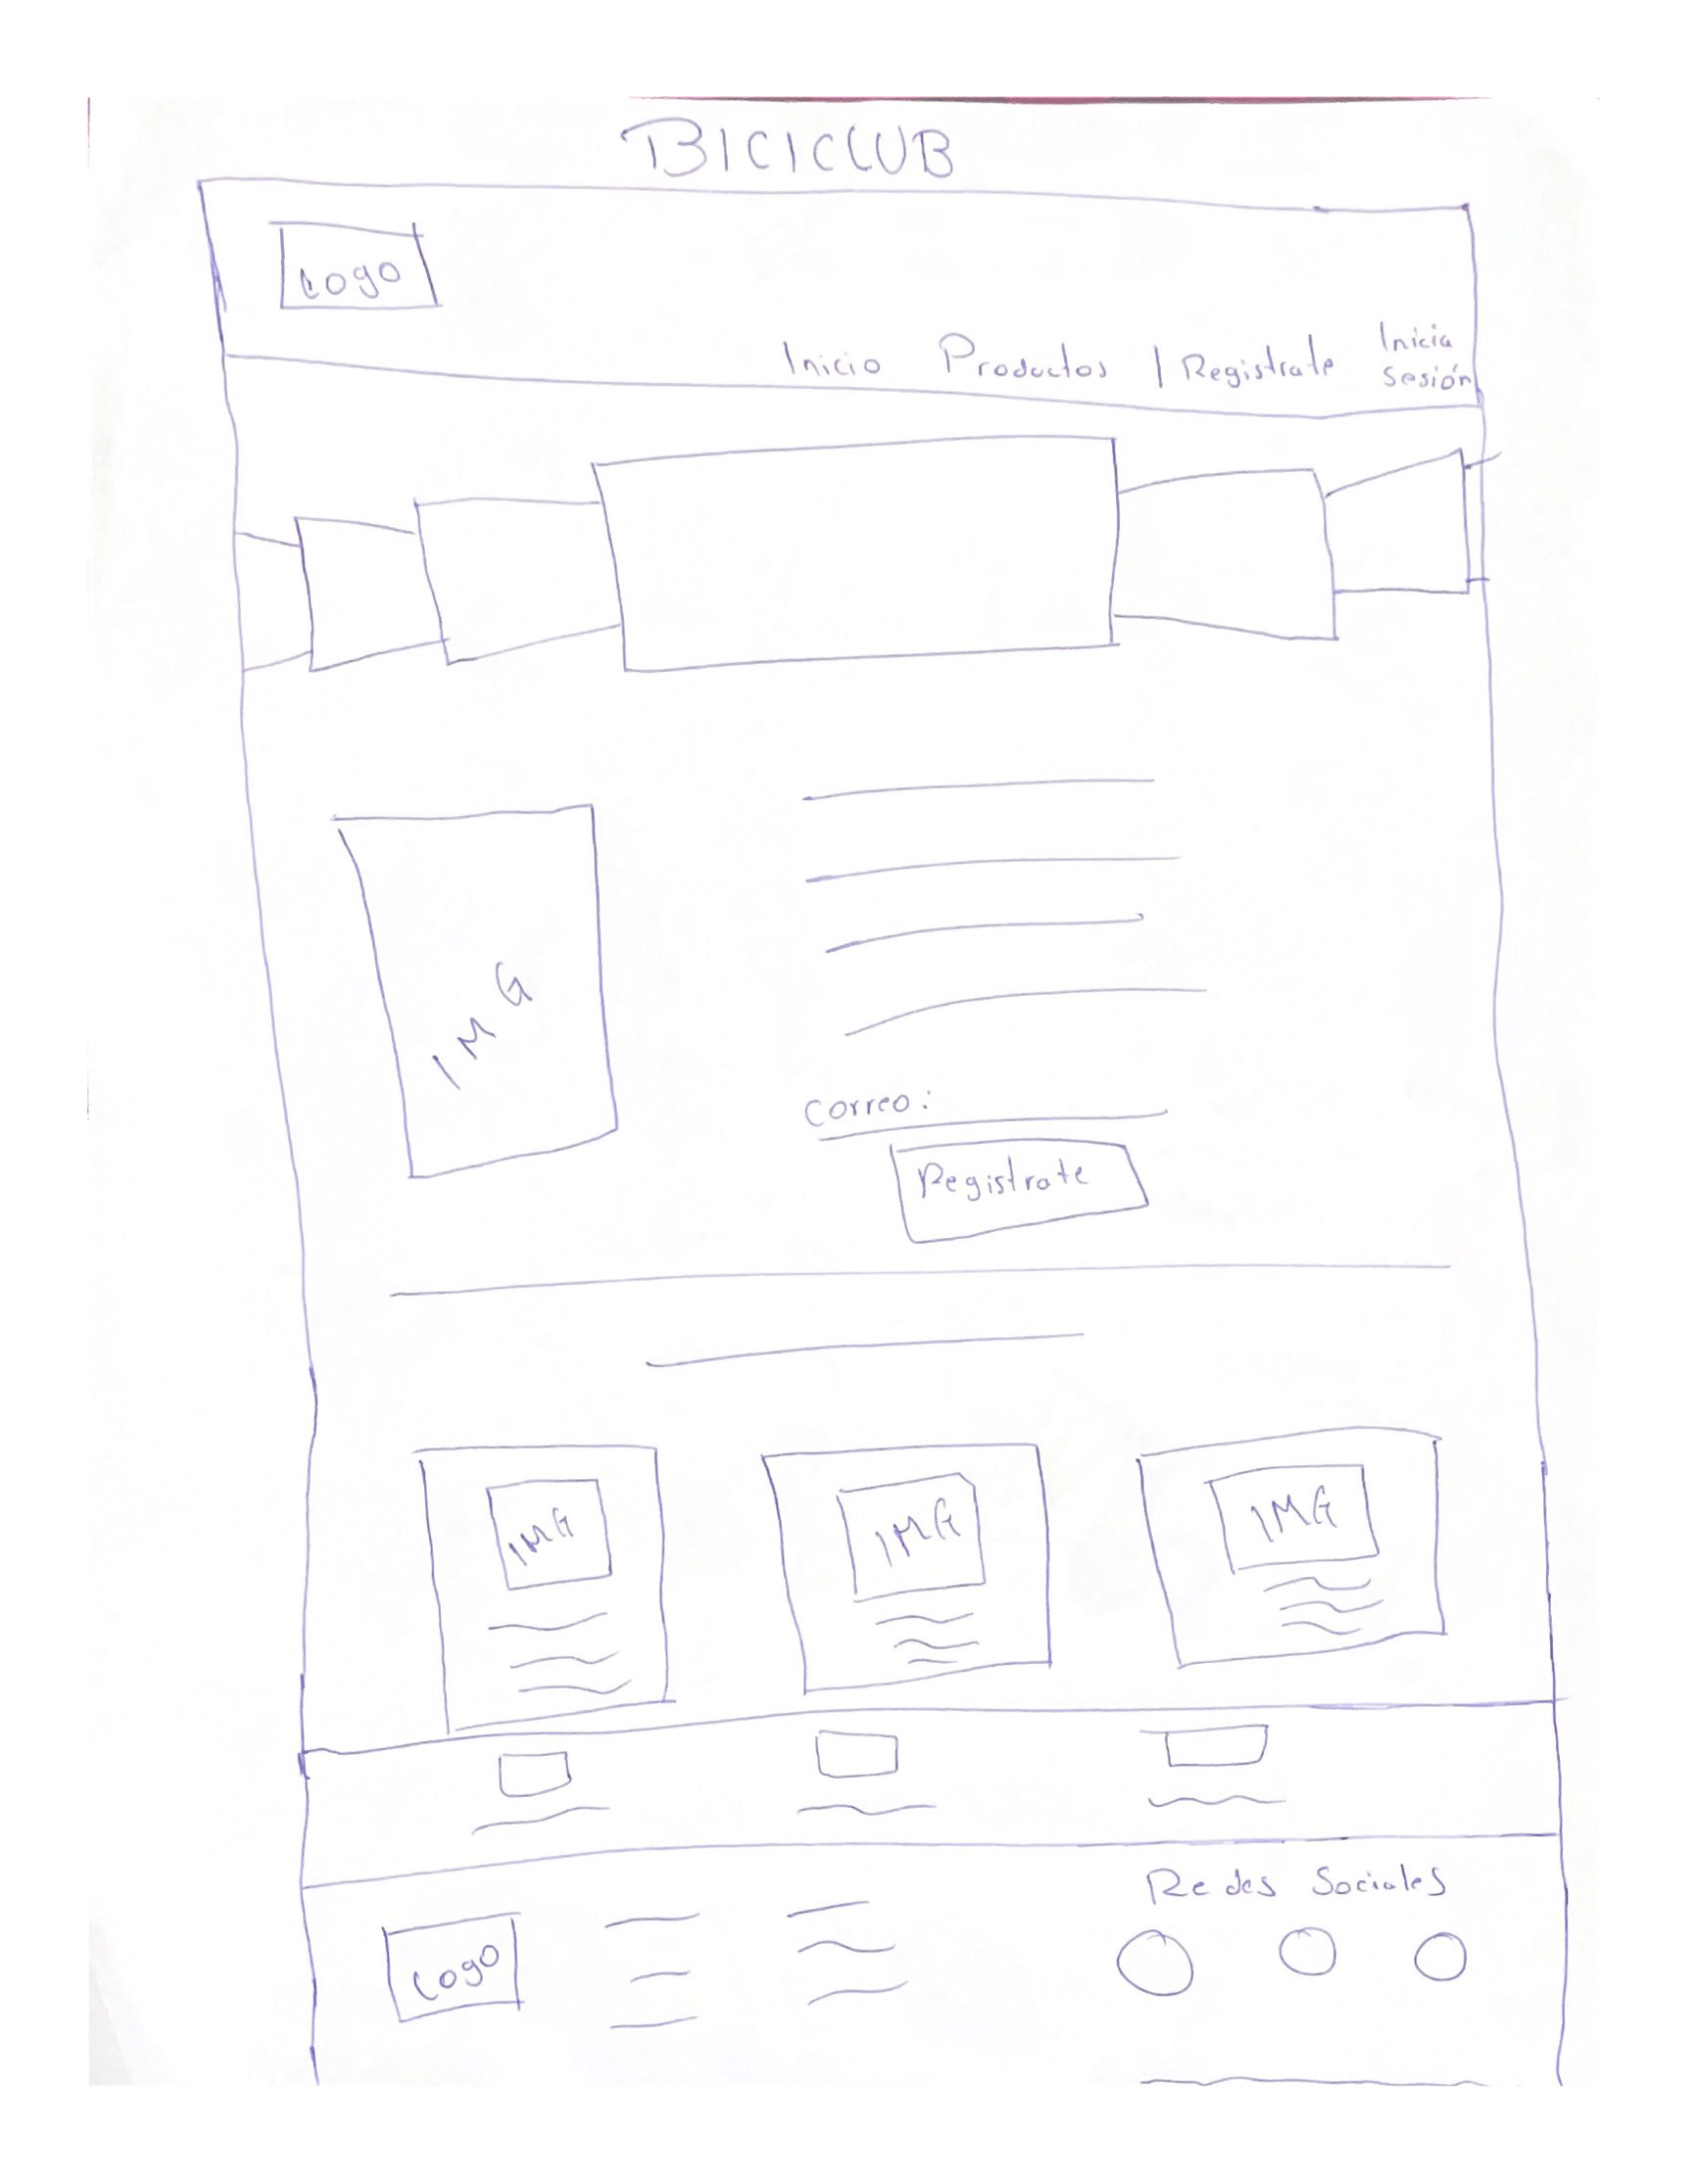 BICICLUB
Logo
Inicio Productos | Registrate Inicia sesión
IMG
Correo:
Registrate
IMG IMG IMG
Redes Sociales
Logo